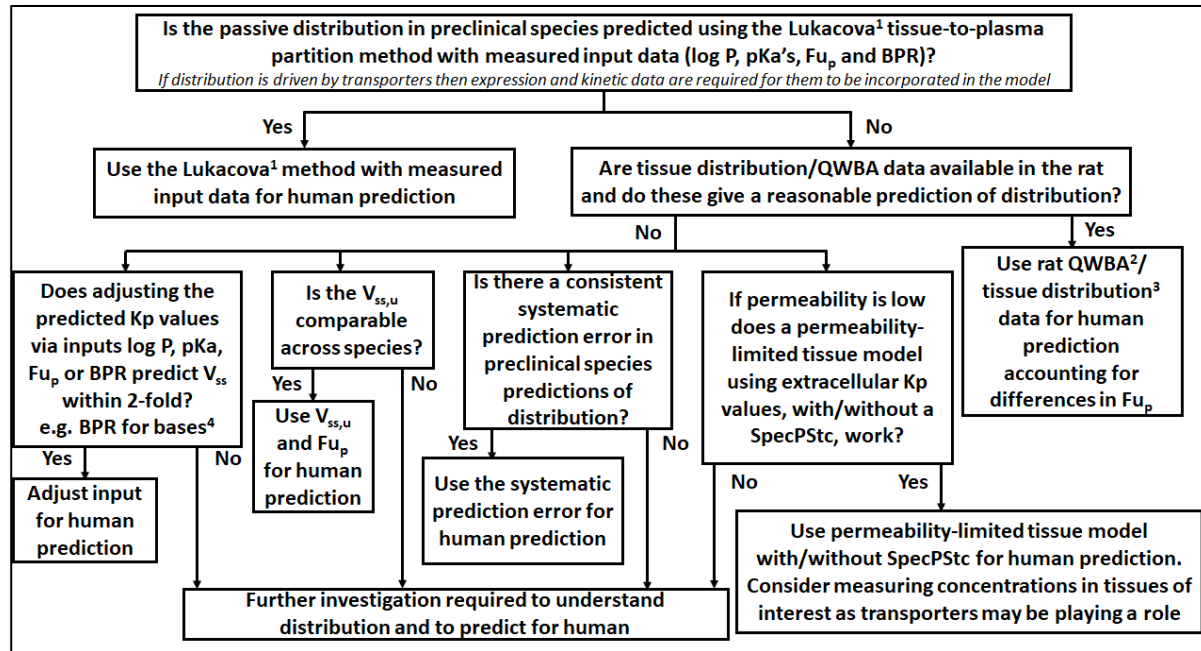 Is the passive distribution in preclinical species predicted using the Lukacova¹ tissue-to-plasma
partition method with measured input data (log P, pKa's, Fuₚ and BPR)?
If distribution is driven by transporters then expression and kinetic data are required for them to be incorporated in the model
Yes
No
Use the Lukacova¹ method with measured
input data for human prediction
Are tissue distribution/QWBA data available in the rat
and do these give a reasonable prediction of distribution?
No
Yes
Does adjusting the
predicted Kp values
via inputs log P, pKa,
Fuₚ or BPR predict Vss
within 2-fold?
e.g. BPR for bases⁴
Yes
No
Adjust input
for human
prediction
Is the Vss,u
comparable
across species?
Yes
No
Use Vss,u
and Fuₚ
for human
prediction
Is there a consistent
systematic
prediction error in
preclinical species
predictions of
distribution?
Yes
No
Use the systematic
prediction error for
human prediction
If permeability is low
does a permeability-
limited tissue model
using extracellular Kp
values, with/without a
SpecPStc, work?
No
Yes
Use rat QWBA²/
tissue distribution³
data for human
prediction
accounting for
differences in Fuₚ
Use permeability-limited tissue model
with/without SpecPStc for human prediction.
Consider measuring concentrations in tissues of
interest as transporters may be playing a role
Further investigation required to understand
distribution and to predict for human